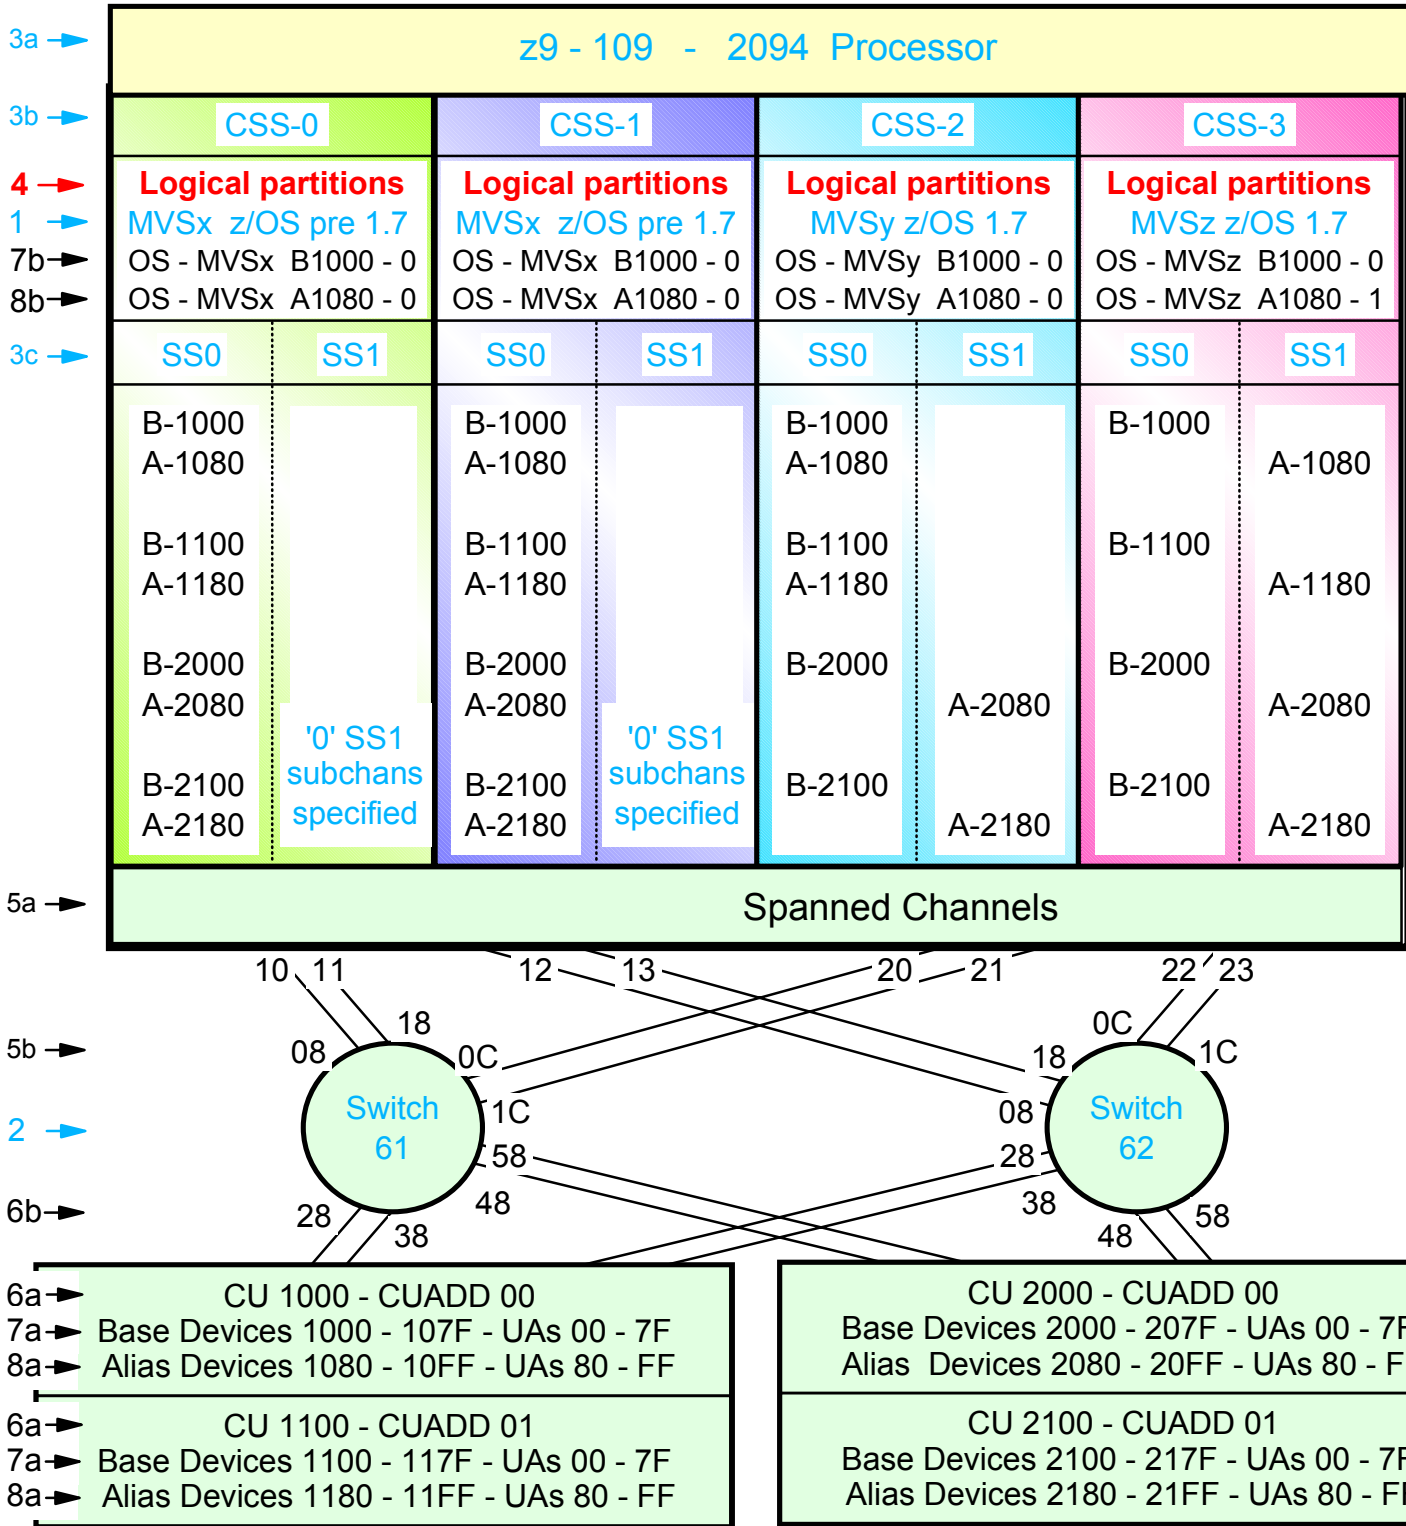 3a z9 - 109 - 2094 Processor
3b CSS-0 CSS-1 CSS-2 CSS-3
4 Logical partitions Logical partitions Logical partitions Logical partitions
1 MVSx z/OS pre 1.7 MVSx z/OS pre 1.7 MVSy z/OS 1.7 MVSz z/OS 1.7
7b OS - MVSx B1000 - 0 OS - MVSx B1000 - 0 OS - MVSy B1000 - 0 OS - MVSz B1000 - 0
8b OS - MVSx A1080 - 0 OS - MVSx A1080 - 0 OS - MVSy A1080 - 0 OS - MVSz A1080 - 1
3c SS0 SS1 SS0 SS1 SS0 SS1 SS0 SS1
B-1000 B-1000 B-1000 B-1000
A-1080 A-1080 A-1080 A-1080
B-1100 B-1100 B-1100 B-1100
A-1180 A-1180 A-1180 A-1180
B-2000 B-2000 B-2000 B-2000
A-2080 A-2080 A-2080 A-2080
'0' SS1 '0' SS1
subchans subchans
B-2100 B-2100 B-2100 B-2100
specified specified
A-2180 A-2180 A-2180 A-2180
5a Spanned Channels
10 11 12 13 20 21 22 23
18 0C
5b 08 0C 18 1C
1C 08
2 Switch 61 Switch 62
58 28
6b 28 38 48 38 48 58
6a CU 1000 - CUADD 00
7a Base Devices 1000 - 107F - UAs 00 - 7F
8a Alias Devices 1080 - 10FF - UAs 80 - FF
6a CU 1100 - CUADD 01
7a Base Devices 1100 - 117F - UAs 00 - 7F
8a Alias Devices 1180 - 11FF - UAs 80 - FF
CU 2000 - CUADD 00
Base Devices 2000 - 207F - UAs 00 - 7F
Alias Devices 2080 - 20FF - UAs 80 - F
CU 2100 - CUADD 01
Base Devices 2100 - 217F - UAs 00 - 7F
Alias Devices 2180 - 21FF - UAs 80 - FF